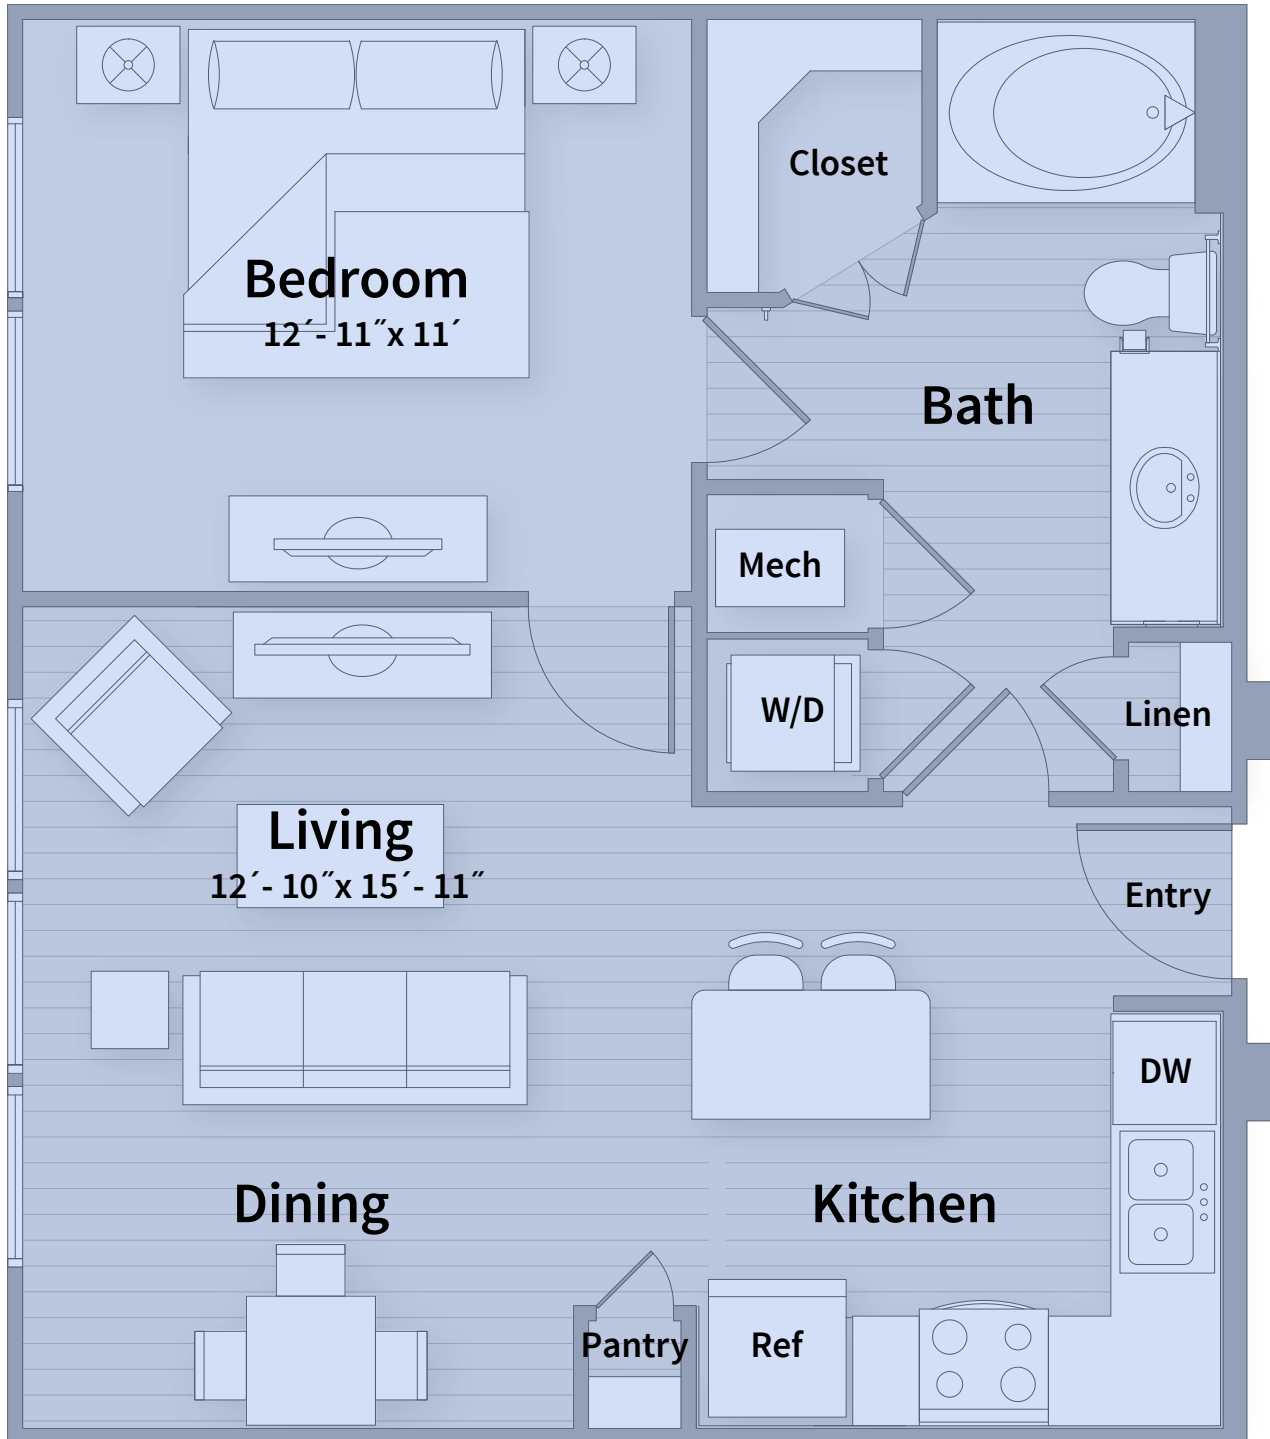 Closet
Bedroom
12´- 11˝x 11´
Bath
Mech
W/D
Linen
Living
12´- 10˝x 15´- 11˝
Entry
DW
Dining
Kitchen
Pantry
Ref